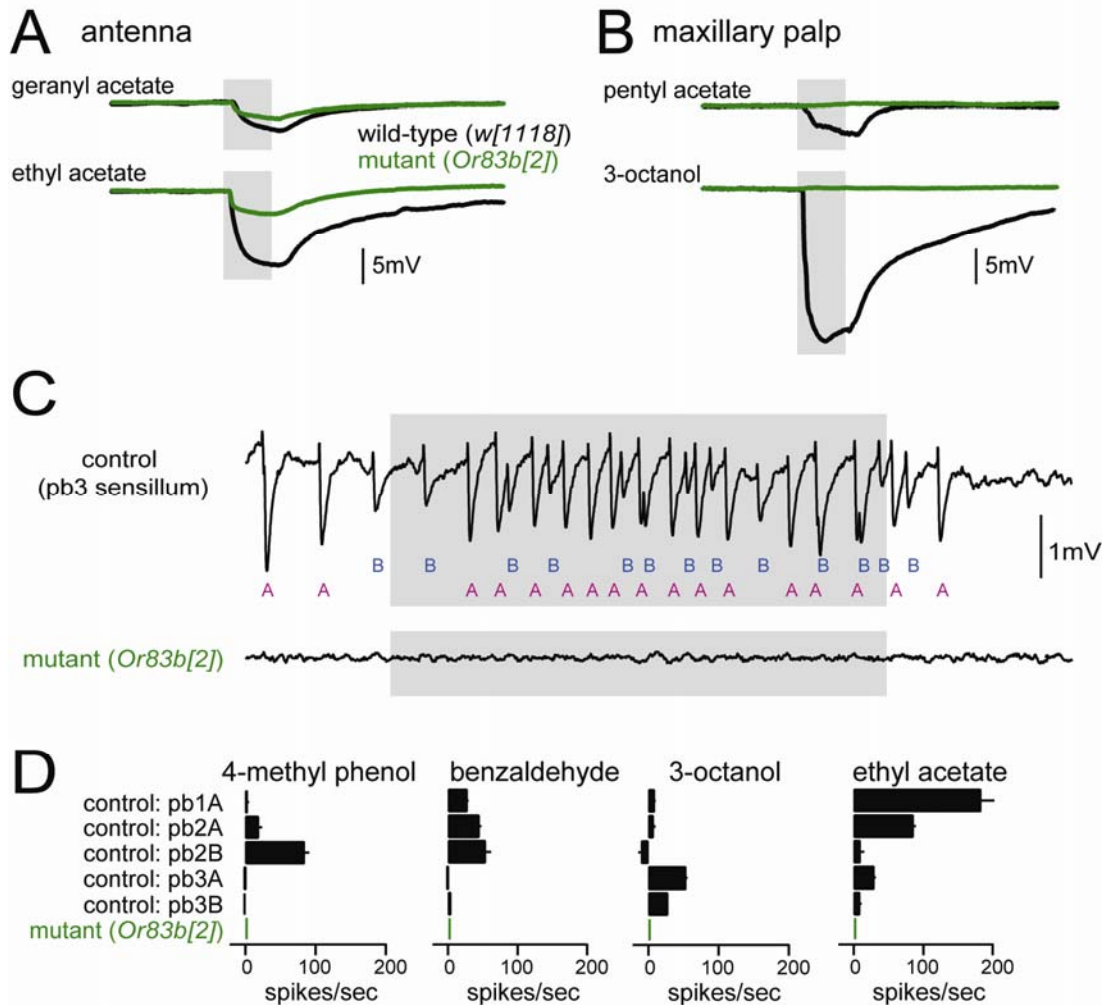 A antenna
geranyl acetate
wild-type (w[1118])
mutant (Or83b[2])
ethyl acetate
5mV
B maxillary palp
pentyl acetate
3-octanol
5mV
C
control
(pb3 sensillum)
1mV
B B B B B B B B B B B B B
A A A A A A A A A A A A A A A A
mutant (Or83b[2])
D
4-methyl phenol benzaldehyde 3-octanol ethyl acetate
control: pb1A
control: pb2A
control: pb2B
control: pb3A
control: pb3B
mutant (Or83b[2])
0 100 200 0 100 200 0 100 200 0 100 200
spikes/sec spikes/sec spikes/sec spikes/sec